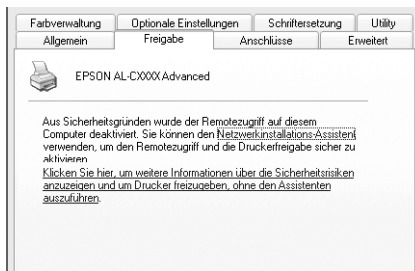 Farbverwaltung Optionale Einstellungen Schriftersetzung Utility
Allgemein Freigabe Anschlüsse Erweitert
EPSON AL-CXXXX Advanced
Aus Sicherheitsgründen wurde der Remotezugriff auf diesem
Computer deaktiviert. Sie können den Netzwerkinstallations-Assistent
verwenden, um den Remotezugriff und die Druckerfreigabe sicher zu
aktivieren
Klicken Sie hier, um weitere Informationen über die Sicherheitsrisiken
anzuzeigen und um Drucker freizugeben, ohne den Assistenten
auszuführen.